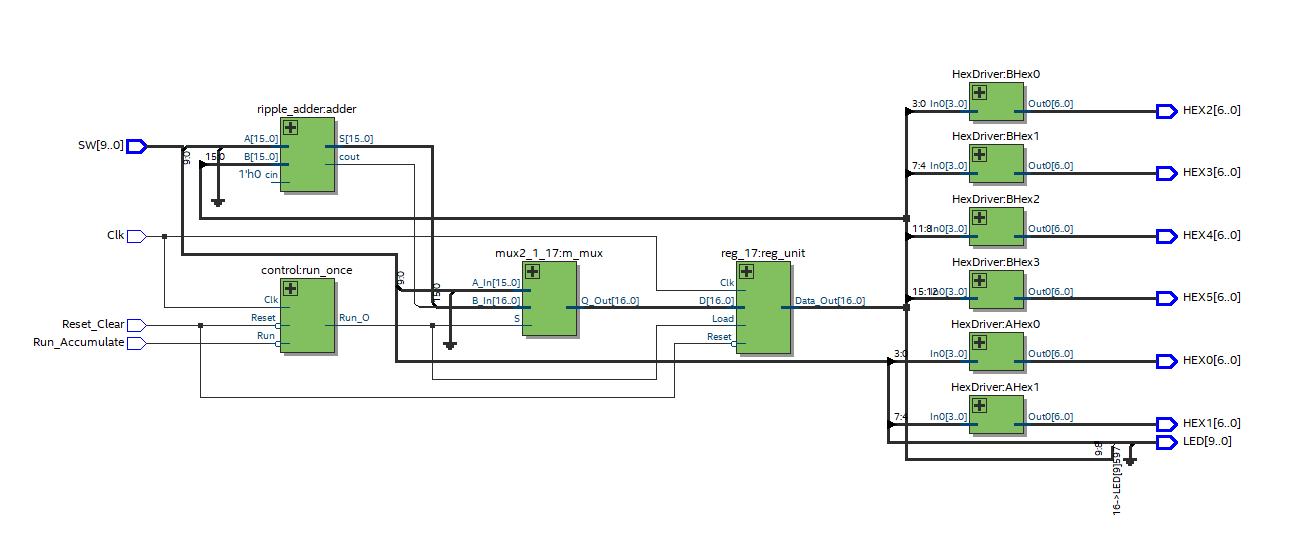 HexDriver:BHex0
3:0 In0[3..0] Out0[6..0] HEX2[6..0]
ripple_adder:adder
HexDriver:BHex1
SW[9..0] 9:0 A[15..0] S[15..0]
15:0 B[15..0] cout
1'h0 cin
7:4 In0[3..0] Out0[6..0] HEX3[6..0]
HexDriver:BHex2
Clk
11:8 In0[3..0] Out0[6..0] HEX4[6..0]
mux2_1_17:m_mux reg_17:reg_unit
control:run_once HexDriver:BHex3
9:0 A_In[15..0] Clk
15:0
Clk B_In[16..0] Q_Out[16..0] D[16..0] Data_Out[16..0]
15:12 In0[3..0] Out0[6..0] HEX5[6..0]
Reset_Clear Reset Run_O S Load
HexDriver:AHex0
Run_Accumulate Run Reset
3:0 In0[3..0] Out0[6..0] HEX0[6..0]
HexDriver:AHex1
7:4 In0[3..0] Out0[6..0] HEX1[6..0]
LED[9..0]
9:8
16->LED[9]597